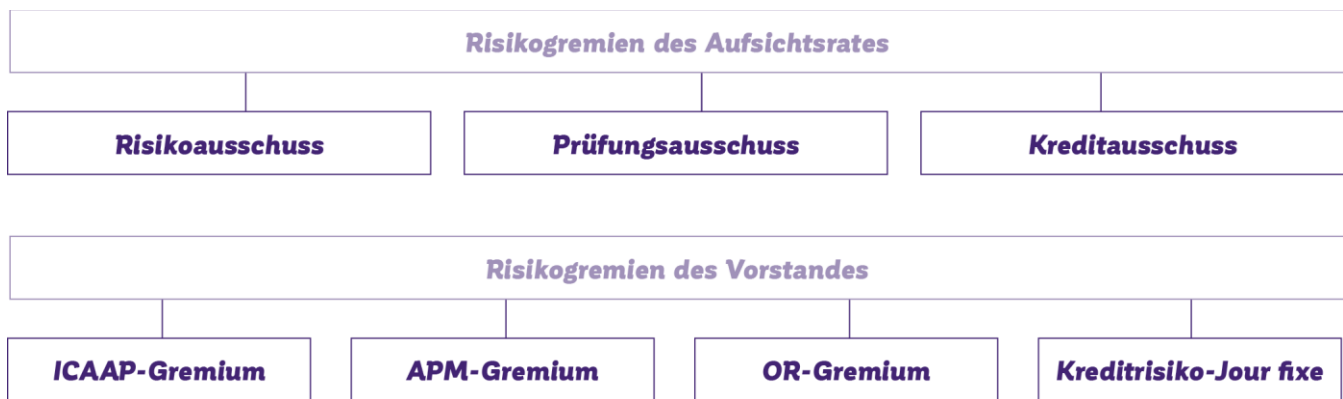 Risikogremien des Aufsichtsrates
Risikoausschuss
Prüfungsausschuss
Kreditausschuss
Risikogremien des Vorstandes
ICAAP-Gremium
APM-Gremium
OR-Gremium
Kreditrisiko-Jour fixe